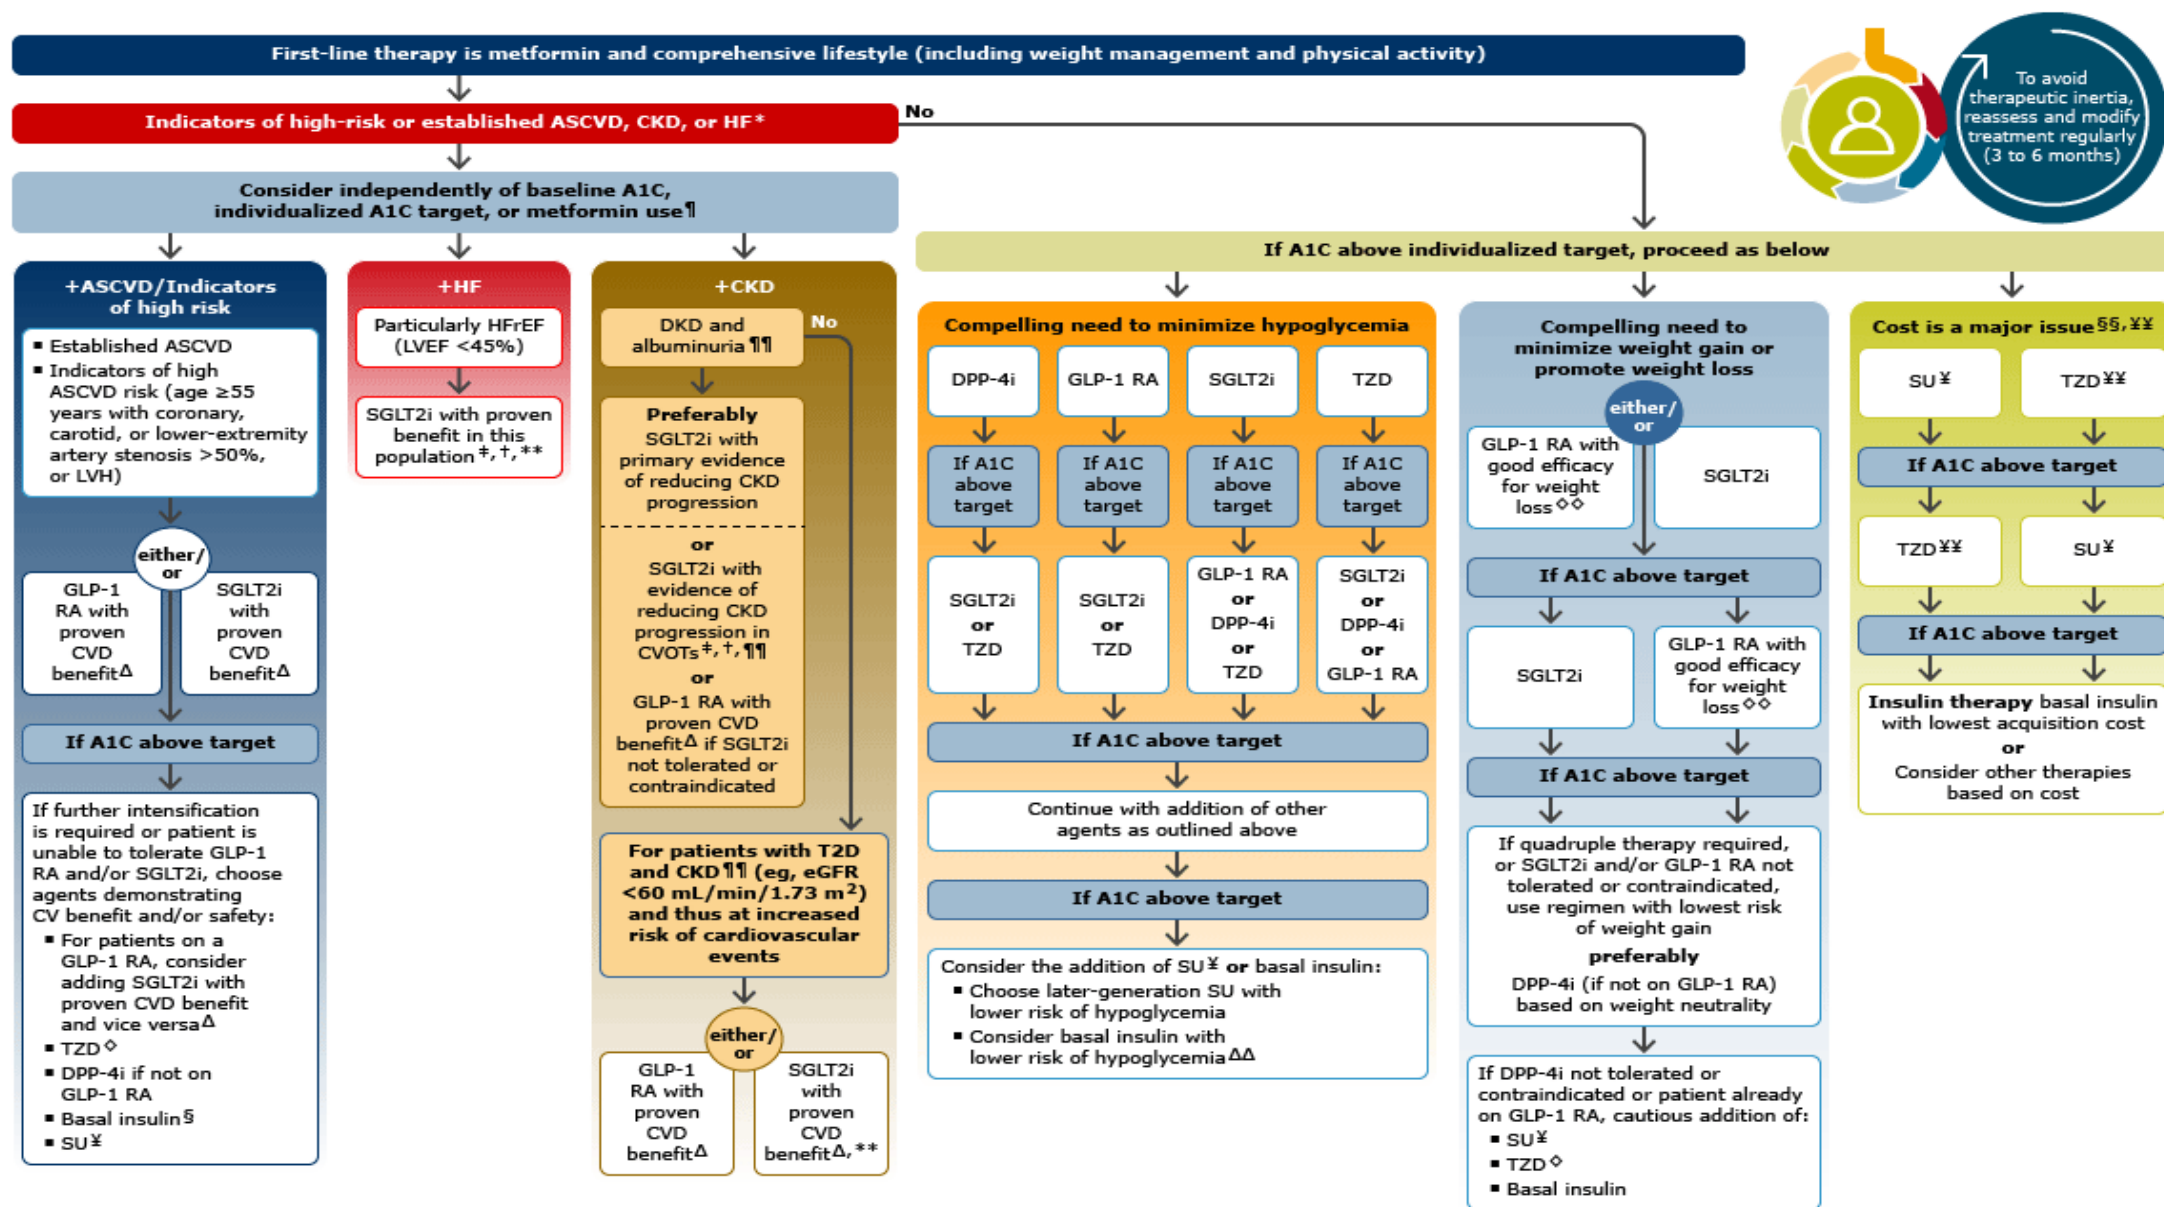 First-line therapy is metformin and comprehensive lifestyle (including weight management and physical activity)
To avoid
therapeutic inertia,
reassess and modify
treatment regularly
(3 to 6 months)
Indicators of high-risk or established ASCVD, CKD, or HF*
No
Consider independently of baseline A1C,
individualized A1C target, or metformin use¶
+ASCVD/Indicators
of high risk
▪ Established ASCVD
▪ Indicators of high
ASCVD risk (age ≥55
years with coronary,
carotid, or lower-extremity
artery stenosis >50%,
or LVH)
either/
or
GLP-1
RA with
proven
CVD
benefitΔ
SGLT2i
with
proven
CVD
benefitΔ
If A1C above target
If further intensification
is required or patient is
unable to tolerate GLP-1
RA and/or SGLT2i, choose
agents demonstrating
CV benefit and/or safety:
▪ For patients on a
GLP-1 RA, consider
adding SGLT2i with
proven CVD benefit
and vice versaΔ
▪ TZD◇
▪ DPP-4i if not on
GLP-1 RA
▪ Basal insulin§
▪ SU¥
+HF
Particularly HFrEF
(LVEF <45%)
SGLT2i with proven
benefit in this
population‡,†,**
+CKD
DKD and
albuminuria¶¶
No
Preferably
SGLT2i with
primary evidence
of reducing CKD
progression
or
SGLT2i with
evidence of
reducing CKD
progression in
CVOTs‡,†,¶¶
or
GLP-1 RA with
proven CVD
benefitΔ if SGLT2i
not tolerated or
contraindicated
For patients with T2D
and CKD¶¶ (eg, eGFR
<60 mL/min/1.73 m²)
and thus at increased
risk of cardiovascular
events
either/
or
GLP-1
RA with
proven
CVD
benefitΔ
SGLT2i
with
proven
CVD
benefitΔ,**
If A1C above individualized target, proceed as below
Compelling need to minimize hypoglycemia
DPP-4i
GLP-1 RA
SGLT2i
TZD
If A1C
above
target
If A1C
above
target
If A1C
above
target
If A1C
above
target
SGLT2i
or
TZD
SGLT2i
or
TZD
GLP-1 RA
or
DPP-4i
or
TZD
SGLT2i
or
DPP-4i
or
GLP-1 RA
If A1C above target
Continue with addition of other
agents as outlined above
If A1C above target
Consider the addition of SU¥ or basal insulin:
▪ Choose later-generation SU with
lower risk of hypoglycemia
▪ Consider basal insulin with
lower risk of hypoglycemiaΔΔ
Compelling need to
minimize weight gain or
promote weight loss
either/
or
GLP-1 RA with
good efficacy
for weight
loss◇◇
SGLT2i
If A1C above target
SGLT2i
GLP-1 RA with
good efficacy
for weight
loss◇◇
If A1C above target
If quadruple therapy required,
or SGLT2i and/or GLP-1 RA not
tolerated or contraindicated,
use regimen with lowest risk
of weight gain
preferably
DPP-4i (if not on GLP-1 RA)
based on weight neutrality
If DPP-4i not tolerated or
contraindicated or patient already
on GLP-1 RA, cautious addition of:
▪ SU¥
▪ TZD◇
▪ Basal insulin
Cost is a major issue§§,¥¥
SU¥
TZD¥¥
If A1C above target
TZD¥¥
SU¥
If A1C above target
Insulin therapy basal insulin
with lowest acquisition cost
or
Consider other therapies
based on cost